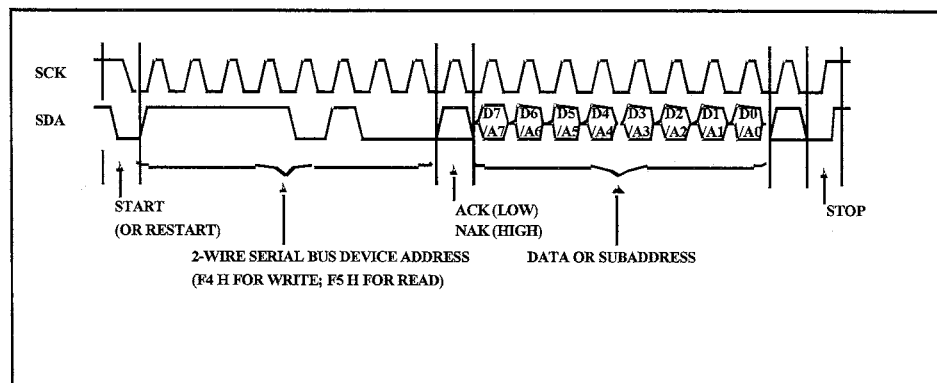 SCK
SDA
D7 D6 D5 D4 D3 D2 D1 D0
/A7 /A6 /A5 /A4 /A3 /A2 /A1 /A0
START
(OR RESTART)
ACK (LOW)
NAK (HIGH)
STOP
2-WIRE SERIAL BUS DEVICE ADDRESS
(F4 H FOR WRITE; F5 H FOR READ)
DATA OR SUBADDRESS